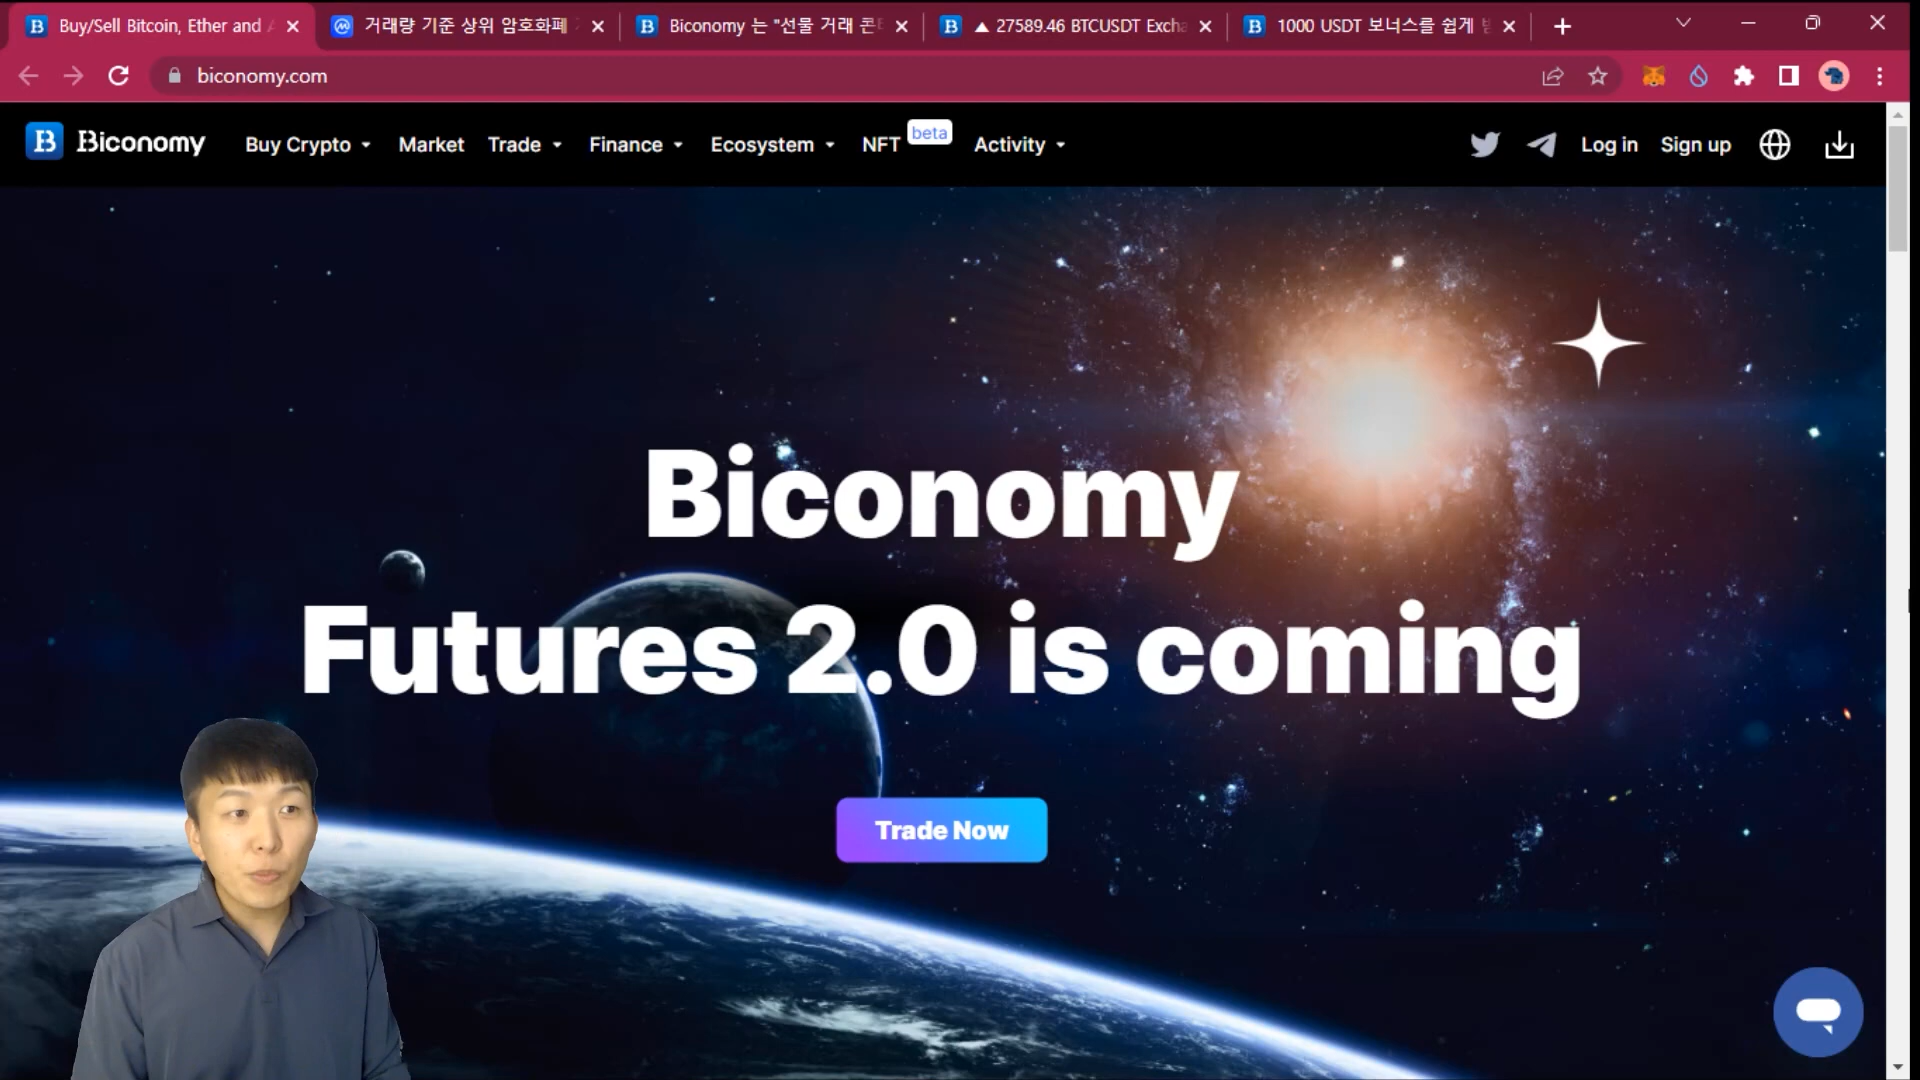 Buy/Sell Bitcoin, Ether and
거래량 기준 상위 암호화폐
Biconomy 는 "선물 거래 콘
▲ 27589.46 BTCUSDT Excha
1000 USDT 보너스를 쉽게
biconomy.com
Biconomy
Buy Crypto
Market
Trade
Finance
Ecosystem
NFT
beta
Activity
Log in
Sign up
Biconomy
Futures 2.0 is coming
Trade Now